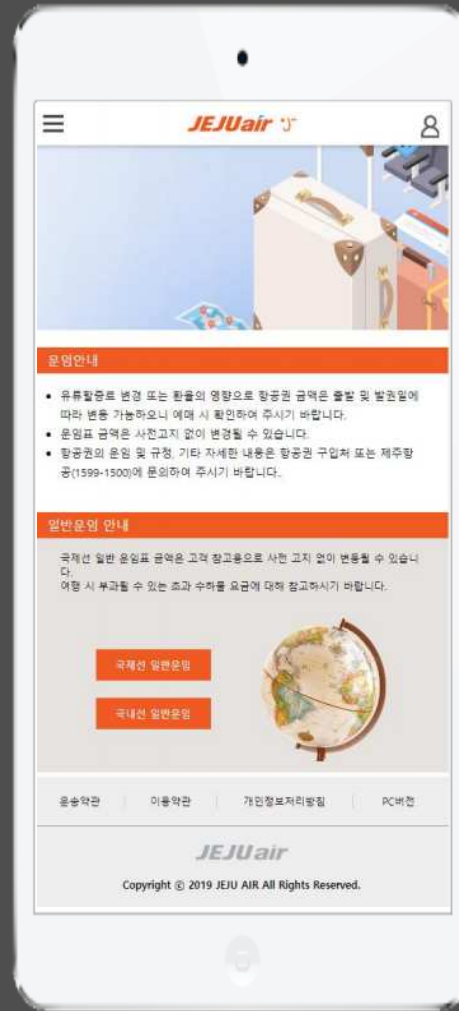 JEJUair
운임안내
유류할증료 변경 또는 환율의 영향으로 항공권 금액은 출발 및 발권일에
따라 변동 가능하오니 예매 시 확인하여 주시기 바랍니다.
운임표 금액은 사전고지 없이 변경될 수 있습니다.
항공권의 운임 및 규정, 기타 자세한 내용은 항공권 구입처 또는 제주항
공(1599-1500)에 문의하여 주시기 바랍니다..
일반운임 안내
국제선 일반 운임표 금액은 고객 참고용으로 사전 고지 없이 변동될 수 있습니
다.
여행 시 부과될 수 있는 초과 수하물 요금에 대해 참고하시기 바랍니다.
국제선 일반운임
국내선 일반운임
운송약관 이용약관 개인정보처리방침 PC버전
JEJUair
Copyright ⓒ 2019 JEJU AIR All Rights Reserved.